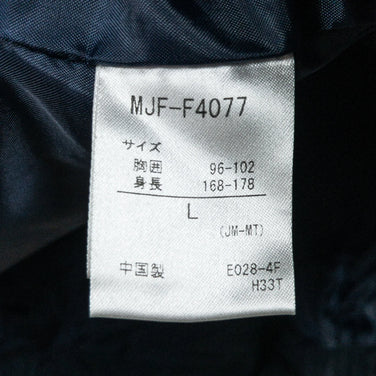 MJF-F4077
サイズ
胸囲 96-102
身長 168-178
L
(JM-MT)
中国製 E028-4F
H33T